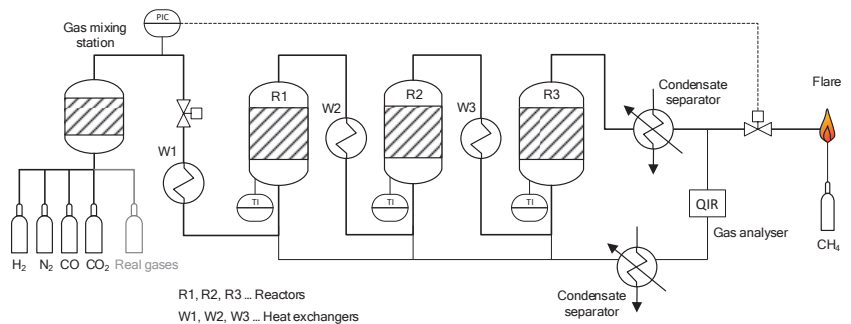 PIC
Gas mixing
station
R1
R2
R3
Condensate
separator
Flare
W2
W3
W1
TI
TI
TI
QIR
Gas analyser
H₂
N₂
CO
CO₂
Real gases
CH₄
Condensate
separator
R1, R2, R3 ... Reactors
W1, W2, W3 ... Heat exchangers